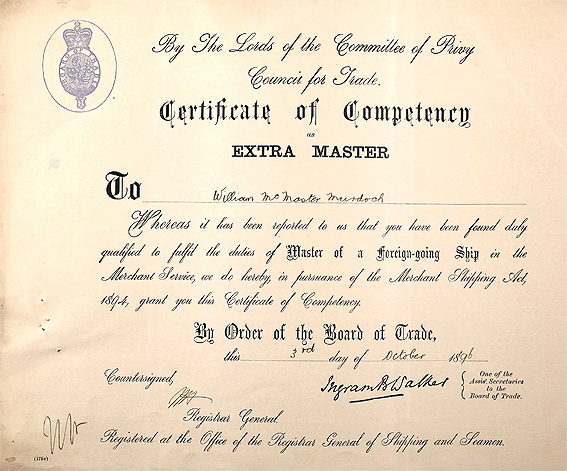 BOARD OF TRADE
By The Lords of the Committee of Privy
Council for Trade.
Certificate of Competency
as
EXTRA MASTER
To William McMaster Murdoch
Whereas it has been reported to us that you have been found duly
qualified to fulfil the duties of Master of a Foreign-going Ship in the
Merchant Service, we do hereby, in pursuance of the Merchant Shipping Act,
1894, grant you this Certificate of Competency.
By Order of the Board of Trade,
this 3rd day of October 1896
Countersigned,
Ingram B Walker
One of the
Assist. Secretaries
to the
Board of Trade.
Registrar General.
Registered at the Office of the Registrar General of Shipping and Seamen.